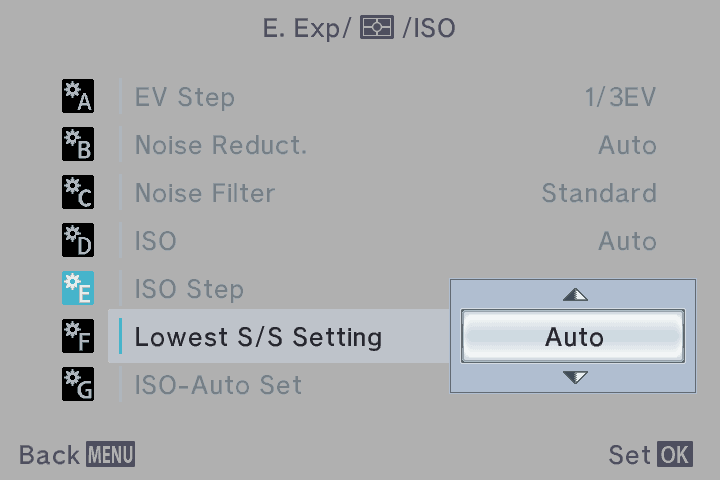 E. Exp/ /ISO
A EV Step 1/3EV
B Noise Reduct. Auto
C Noise Filter Standard
D ISO Auto
E ISO Step
F Lowest S/S Setting Auto
G ISO-Auto Set
Back MENU Set OK